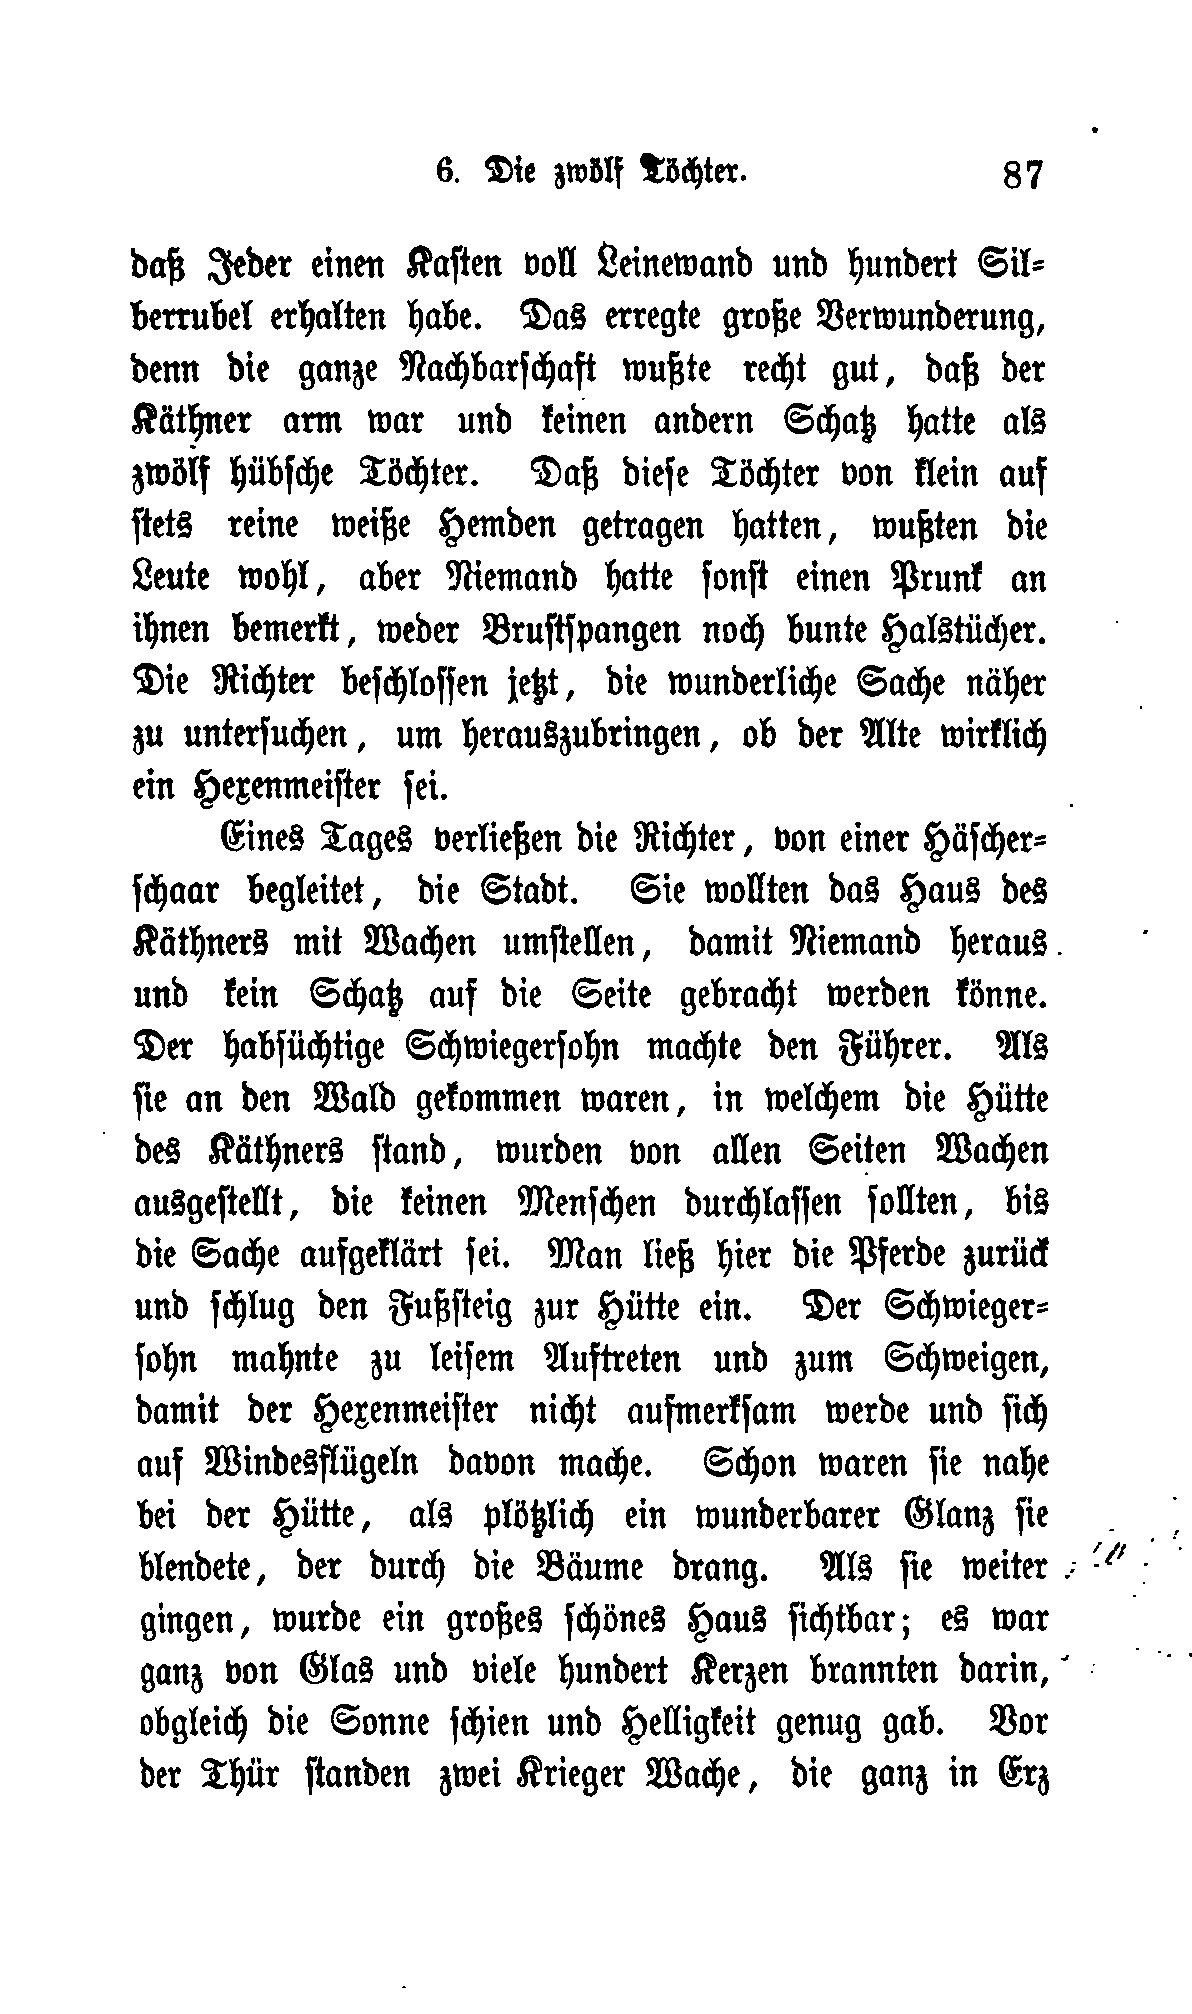 6. Die zwölf Töchter. 87
daß Jeder einen Kasten voll Leinewand und hundert Sil-
berrubel erhalten habe. Das erregte große Verwunderung,
denn die ganze Nachbarschaft wußte recht gut, daß der
Käthner arm war und keinen andern Schatz hatte als
zwölf hübsche Töchter. Daß diese Töchter von klein auf
stets reine weiße Hemden getragen hatten, wußten die
Leute wohl, aber Niemand hatte sonst einen Prunk an
ihnen bemerkt, weder Brustspangen noch bunte Halstücher.
Die Richter beschlossen jetzt, die wunderliche Sache näher
zu untersuchen, um herauszubringen, ob der Alte wirklich
ein Hexenmeister sei.
Eines Tages verließen die Richter, von einer Häscher-
schaar begleitet, die Stadt. Sie wollten das Haus des
Käthners mit Wachen umstellen, damit Niemand heraus
und kein Schatz auf die Seite gebracht werden könne.
Der habsüchtige Schwiegersohn machte den Führer. Als
sie an den Wald gekommen waren, in welchem die Hütte
des Käthners stand, wurden von allen Seiten Wachen
ausgestellt, die keinen Menschen durchlassen sollten, bis
die Sache aufgeklärt sei. Man ließ hier die Pferde zurück
und schlug den Fußsteig zur Hütte ein. Der Schwieger-
sohn mahnte zu leisem Auftreten und zum Schweigen,
damit der Hexenmeister nicht aufmerksam werde und sich
auf Windesflügeln davon mache. Schon waren sie nahe
bei der Hütte, als plötzlich ein wunderbarer Glanz sie
blendete, der durch die Bäume drang. Als sie weiter
gingen, wurde ein großes schönes Haus sichtbar; es war
ganz von Glas und viele hundert Kerzen brannten darin,
obgleich die Sonne schien und Helligkeit genug gab. Vor
der Thür standen zwei Krieger Wache, die ganz in Erz